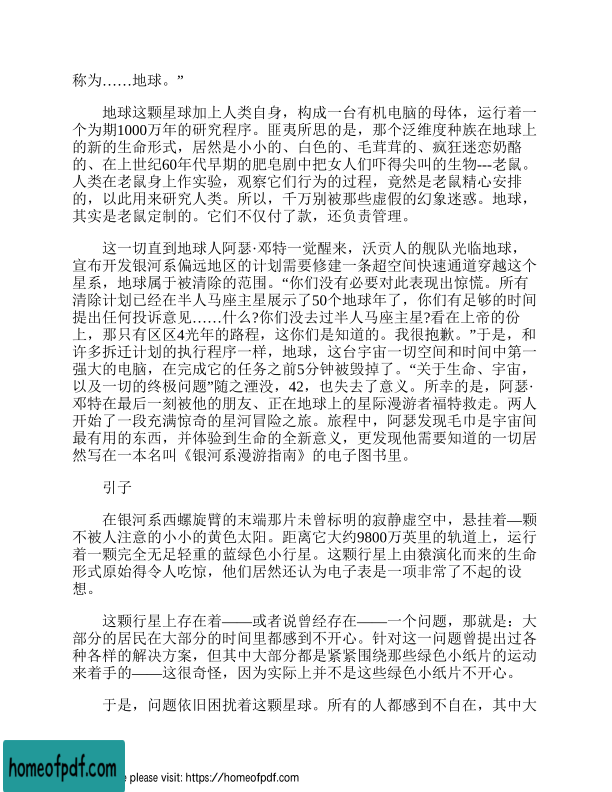 称为……地球。”
地球这颗星球加上人类自身，构成一台有机电脑的母体，运行着一
个为期1000万年的研究程序。匪夷所思的是，那个泛维度种族在地球上
的新的生命形式，居然是小小的、白色的、毛茸茸的、疯狂迷恋奶酪
的、在上世纪60年代早期的肥皂剧中把女人们吓得尖叫的生物---老鼠。
人类在老鼠身上作实验，观察它们行为的过程，竟然是老鼠精心安排
的，以此用来研究人类。所以，千万别被那些虚假的幻象迷惑。地球，
其实是老鼠定制的。它们不仅付了款，还负责管理。
这一切直到地球人阿瑟·邓特一觉醒来，沃贡人的舰队光临地球，
宣布开发银河系偏远地区的计划需要修建一条超空间快速通道穿越这个
星系，地球属于被清除的范围。“你们没有必要对此表现出惊慌。所有
清除计划已经在半人马座主星展示了50个地球年了，你们有足够的时间
提出任何投诉意见……什么?你们没去过半人马座主星?看在上帝的份
上，那只有区区4光年的路程，这你们是知道的。我很抱歉。”于是，和
许多拆迁计划的执行程序一样，地球，这台宇宙一切空间和时间中第一
强大的电脑，在完成它的任务之前5分钟被毁掉了。“关于生命、宇宙，
以及一切的终极问题”随之湮没，42，也失去了意义。所幸的是，阿瑟·
邓特在最后一刻被他的朋友、正在地球上的星际漫游者福特救走。两人
开始了一段充满惊奇的星河冒险之旅。旅程中，阿瑟发现毛巾是宇宙间
最有用的东西，并体验到生命的全新意义，更发现他需要知道的一切居
然写在一本名叫《银河系漫游指南》的电子图书里。
引子
在银河系西螺旋臂的末端那片未曾标明的寂静虚空中，悬挂着—颗
不被人注意的小小的黄色太阳。距离它大约9800万英里的轨道上，运行
着一颗完全无足轻重的蓝绿色小行星。这颗行星上由猿演化而来的生命
形式原始得令人吃惊，他们居然还认为电子表是一项非常了不起的设
想。
这颗行星上存在着——或者说曾经存在——一个问题，那就是：大
部分的居民在大部分的时间里都感到不开心。针对这一问题曾提出过各
种各样的解决方案，但其中大部分都是紧紧围绕那些绿色小纸片的运动
来着手的——这很奇怪，因为实际上并不是这些绿色小纸片不开心。
于是，问题依旧困扰着这颗星球。所有的人都感到不自在，其中大
homeofpdf.com
e please visit: https://homeofpdf.com